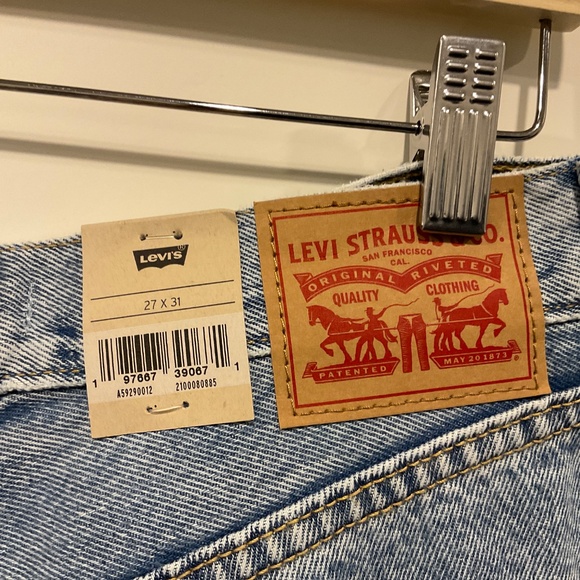 Levi's
27 X 31
1 97667 39067 1
A59290012 2100080885
LEVI STRAUSS & CO.
SAN FRANCISCO
CAL.
ORIGINAL RIVETED
QUALITY CLOTHING
PATENTED MAY 20 1873